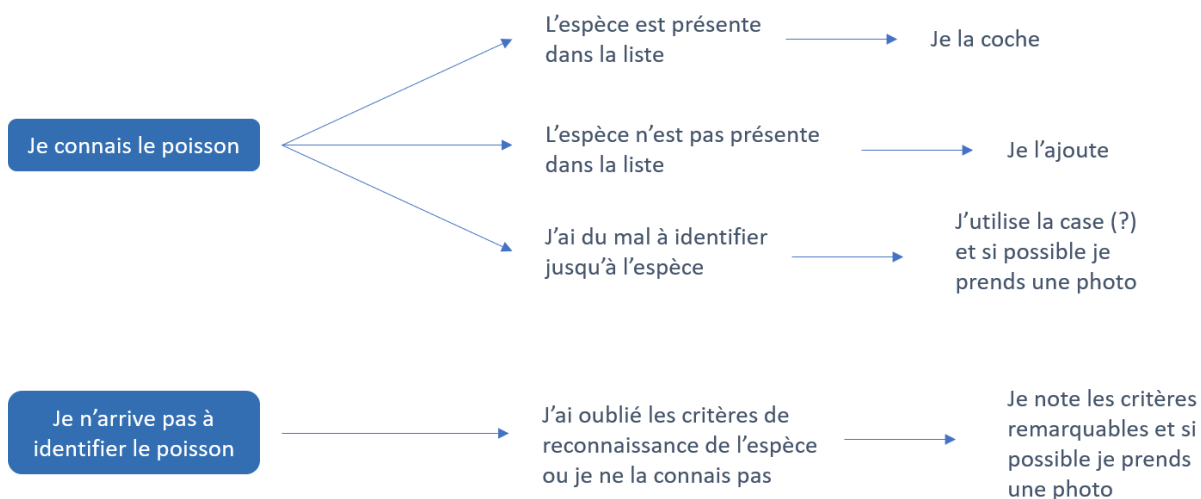 L'espèce est présente
dans la liste
Je la coche
Je connais le poisson
L'espèce n'est pas présente
dans la liste
Je l'ajoute
J'ai du mal à identifier
jusqu'à l'espèce
J'utilise la case (?)
et si possible je
prends une photo
Je n'arrive pas à
identifier le poisson
J'ai oublié les critères de
reconnaissance de l'espèce
ou je ne la connais pas
Je note les critères
remarquables et si
possible je prends
une photo